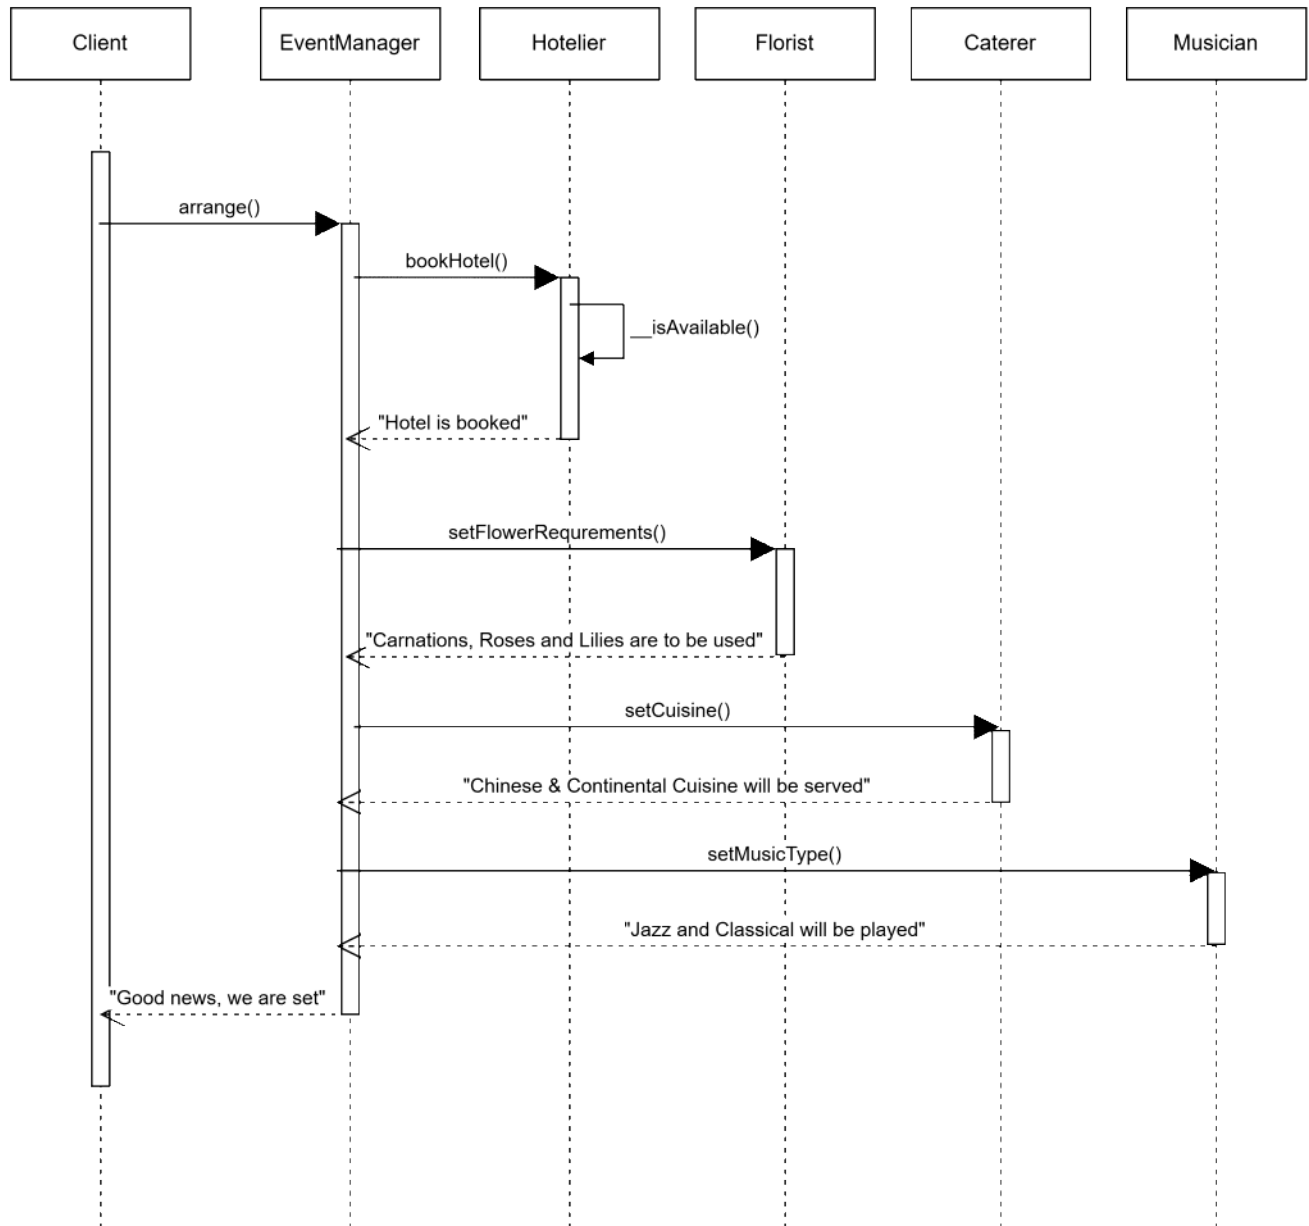 Client
EventManager
Hotelier
Florist
Caterer
Musician
arrange()
bookHotel()
__isAvailable()
"Hotel is booked"
setFlowerRequrements()
"Carnations, Roses and Lilies are to be used"
setCuisine()
"Chinese & Continental Cuisine will be served"
setMusicType()
"Jazz and Classical will be played"
"Good news, we are set"